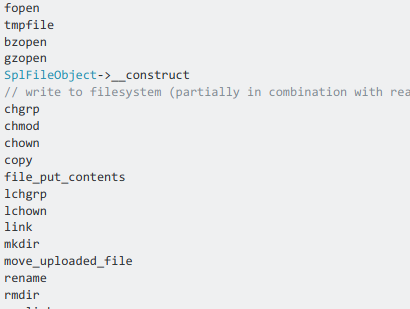 fopen
tmpfile
bzopen
gzopen
SplFileObject->__construct
// write to filesystem (partially in combination with rea
chgrp
chmod
chown
copy
file_put_contents
lchgrp
lchown
link
mkdir
move_uploaded_file
rename
rmdir